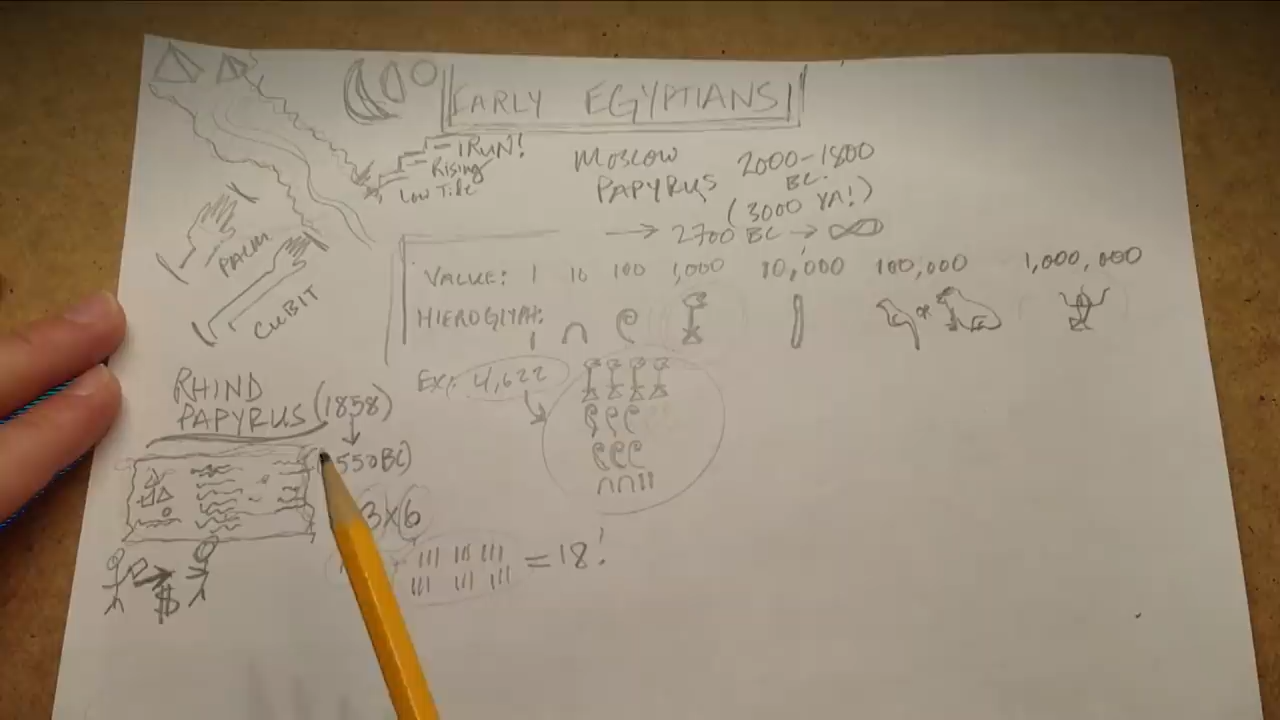 EARLY EGYPTIANS
RUN!
Rising
Low Tide
PALM
CUBIT
MOSCOW
PAPYRUS
2000-1800
BC.
(3000 YA!)
→ 2700 BC → ∞
VALUE: 1 10 100 1,000 10,000 100,000 1,000,000
HIEROGLYPH:
or
EX: 4,622
RHIND
PAPYRUS (1858)
550BC)
3×6
= 18!
$